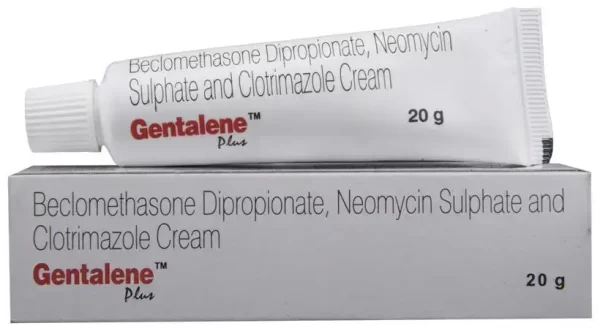 Beclomethasone Dipropionate, Neomycin
Sulphate and Clotrimazole Cream
Gentalene™
Plus
20 g
Beclomethasone Dipropionate, Neomycin Sulphate and
Clotrimazole Cream
Gentalene™
Plus
20 g